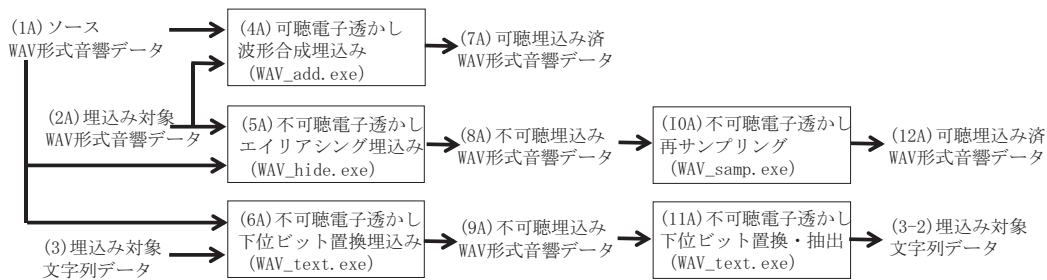 (1A)ソース
WAV形式音響データ
(4A)可聴電子透かし
波形合成埋込み
(WAV_add.exe)
(7A)可聴埋込み済
WAV形式音響データ
(2A)埋込み対象
WAV形式音響データ
(5A)不可聴電子透かし
エイリアシング埋込み
(WAV_hide.exe)
(8A)不可聴埋込み
WAV形式音響データ
(I0A)不可聴電子透かし
再サンプリング
(WAV_samp.exe)
(12A)可聴埋込み済
WAV形式音響データ
(3)埋込み対象
文字列データ
(6A)不可聴電子透かし
下位ビット置換埋込み
(WAV_text.exe)
(9A)不可聴埋込み
WAV形式音響データ
(11A)不可聴電子透かし
下位ビット置換・抽出
(WAV_text.exe)
(3-2)埋込み対象
文字列データ